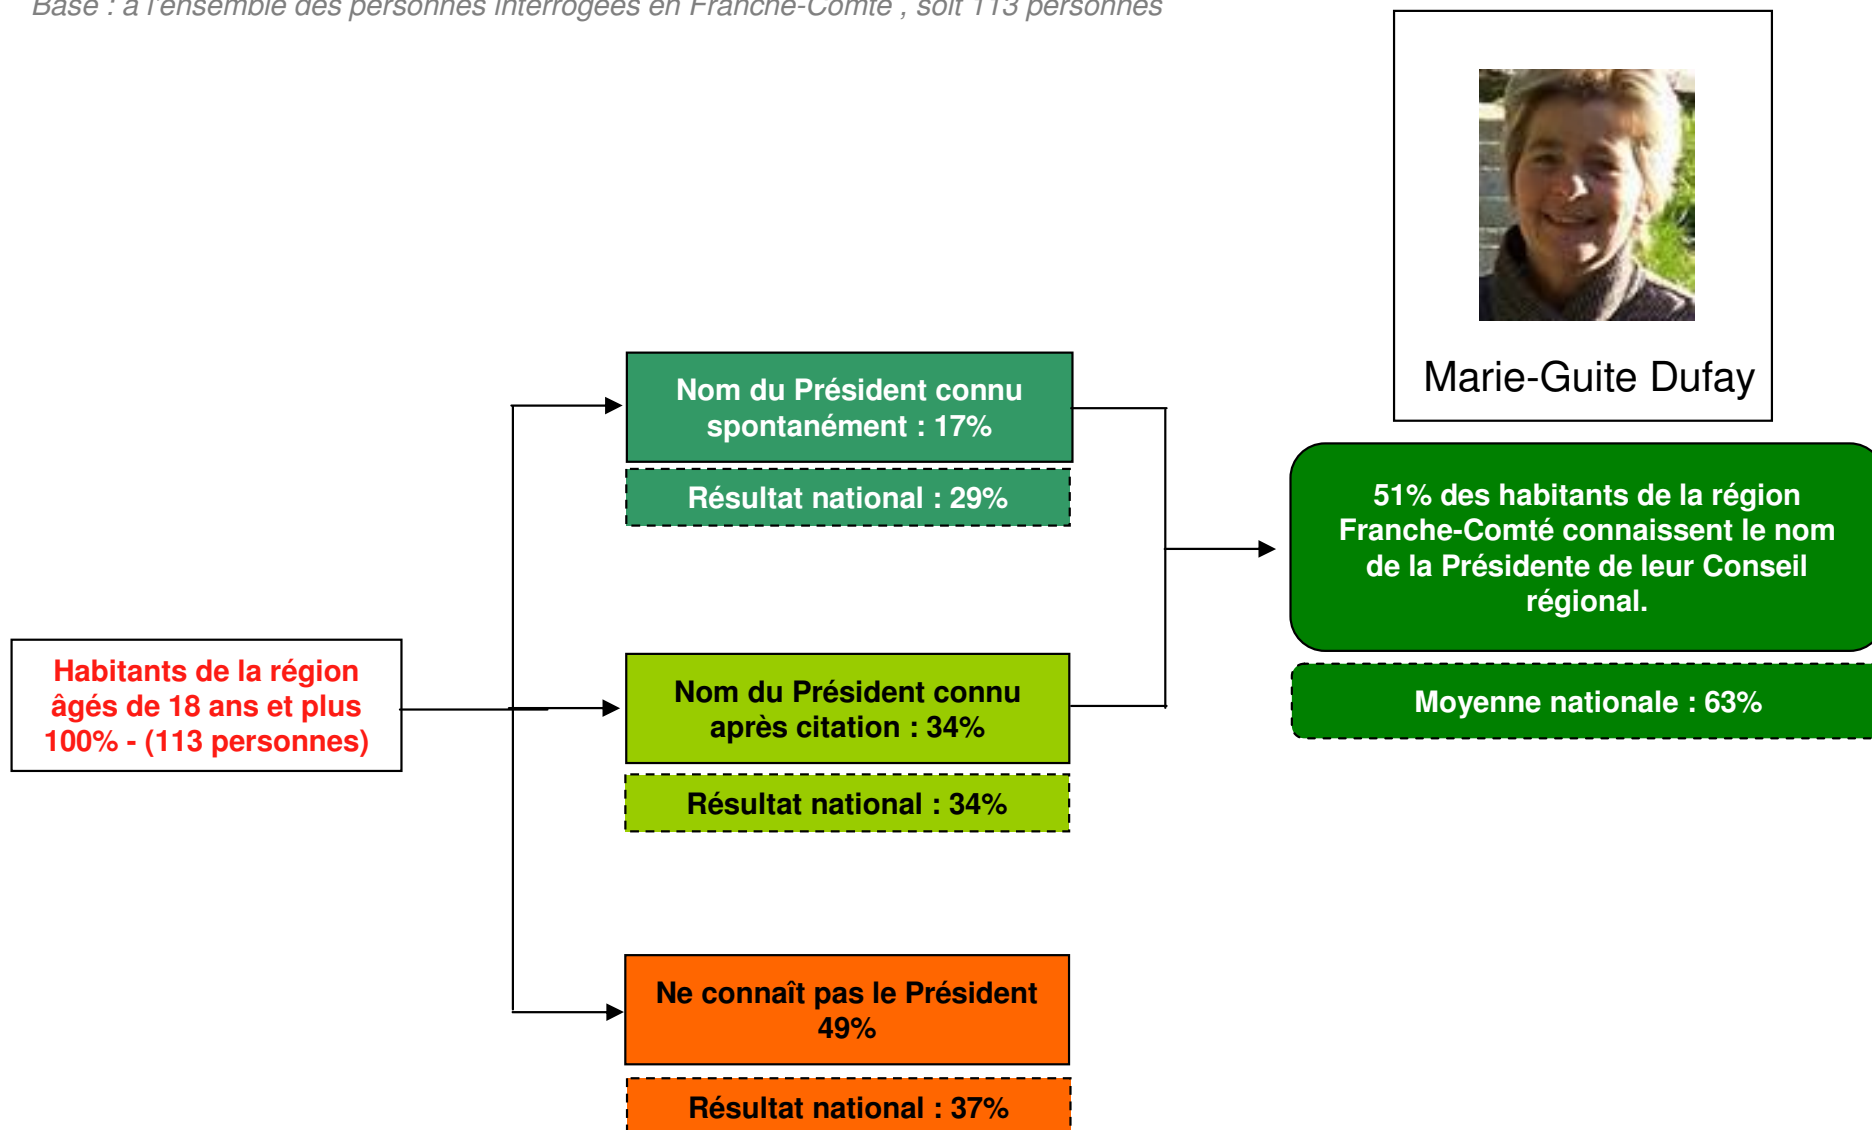 Base : à l'ensemble des personnes interrogées en Franche-Comté , soit 113 personnes
Marie-Guite Dufay
Nom du Président connu
spontanément : 17%
Résultat national : 29%
51% des habitants de la région
Franche-Comté connaissent le nom
de la Présidente de leur Conseil
régional.
Moyenne nationale : 63%
Habitants de la région
âgés de 18 ans et plus
100% - (113 personnes)
Nom du Président connu
après citation : 34%
Résultat national : 34%
Ne connaît pas le Président
49%
Résultat national : 37%